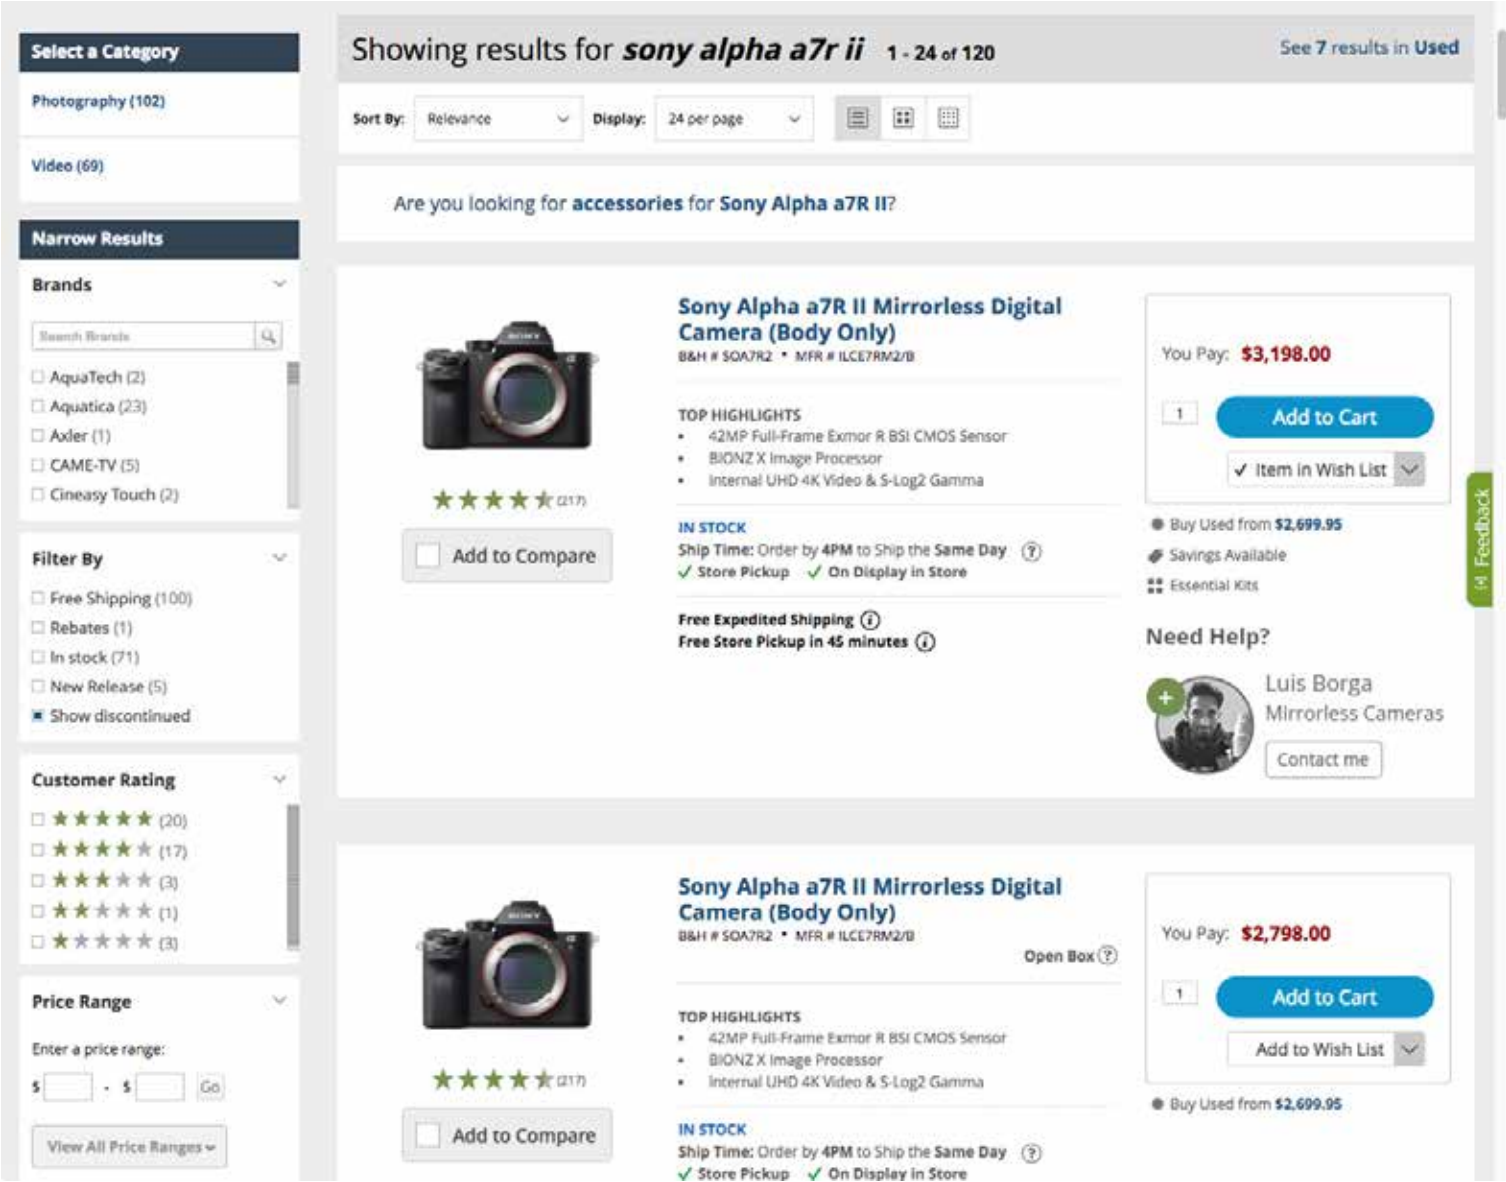 Select a Category
Photography (102)
Video (69)
Narrow Results
Brands
Search Brands
AquaTech (2)
Aquatica (23)
Axler (1)
CAME-TV (5)
Cineasy Touch (2)
Filter By
Free Shipping (100)
Rebates (1)
In stock (71)
New Release (5)
Show discontinued
Customer Rating
(20)
(17)
(3)
(1)
(3)
Price Range
Enter a price range:
$ - $ Go
View All Price Ranges
Showing results for sony alpha a7r ii 1 - 24 of 120
See 7 results in Used
Sort By: Relevance Display: 24 per page
Are you looking for accessories for Sony Alpha a7R II?
SONY
(217)
Add to Compare
Sony Alpha a7R II Mirrorless Digital
Camera (Body Only)
B&H # SOA7R2 • MFR # ILCE7RM2/B
TOP HIGHLIGHTS
• 42MP Full-Frame Exmor R BSI CMOS Sensor
• BIONZ X Image Processor
• Internal UHD 4K Video & S-Log2 Gamma
IN STOCK
Ship Time: Order by 4PM to Ship the Same Day ?
✓ Store Pickup ✓ On Display in Store
Free Expedited Shipping i
Free Store Pickup in 45 minutes i
You Pay: $3,198.00
1 Add to Cart
✓ Item in Wish List
Buy Used from $2,699.95
Savings Available
Essential Kits
Need Help?
Luis Borga
Mirrorless Cameras
Contact me
[+] Feedback
SONY
(217)
Add to Compare
Sony Alpha a7R II Mirrorless Digital
Camera (Body Only)
B&H # SOA7R2 • MFR # ILCE7RM2/B
Open Box ?
TOP HIGHLIGHTS
• 42MP Full-Frame Exmor R BSI CMOS Sensor
• BIONZ X Image Processor
• Internal UHD 4K Video & S-Log2 Gamma
IN STOCK
Ship Time: Order by 4PM to Ship the Same Day ?
✓ Store Pickup ✓ On Display in Store
You Pay: $2,798.00
1 Add to Cart
Add to Wish List
Buy Used from $2,699.95